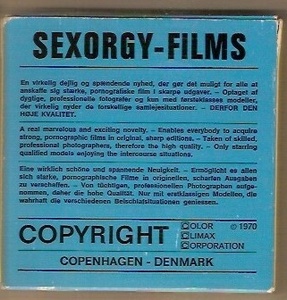 SEXORGY-FILMS
En virkelig dejlig og spændende nyhed, der gør det muligt for alle at
anskaffe sig stærke, pornografiske film i skarpe udgaver. – Optaget af
dygtige, professionelle fotografer og kun med førsteklasses modeller,
der virkelig nyder de forskellige samlejesituationer. – DERFOR DEN
HØJE KVALITET.
A real marvelous and exciting novelty. – Enables everybody to acquire
strong, pornographic films in original, sharp editions. – Taken of skilled,
professional photographers, therefore the high quality. – Only starring
qualified models enjoying the intercourse situations.
Eine wirklich schöne und spannende Neuigkeit. – Ermöglicht es allen
sich starke, pornographische Filme in originellen, scharfen Ausgaben
zu verschaffen. – Von tüchtigen, professionellen Photographen aufge-
nommen, daher die hohe Qualität. Nur mit erstklassigen Modellen, die
wahrhaft die verschiedenen Beischlafsituationen geniessen.
COPYRIGHT COLOR CLIMAX CORPORATION © 1970
COPENHAGEN - DENMARK